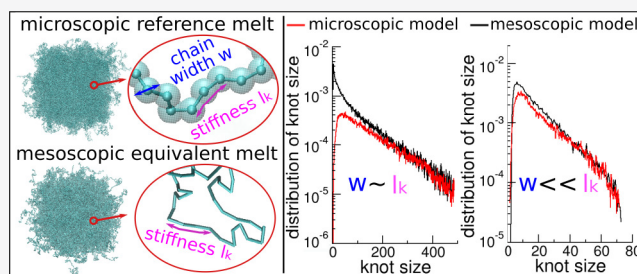 microscopic reference melt
chain
width w
stiffness lk
mesoscopic equivalent melt
stiffness lk
microscopic model
mesoscopic model
distribution of knot size
10-2
10-3
10-4
10-5
10-6
w ~ lk
0 200 400
knot size
distribution of knot size
10-2
10-3
10-4
10-5
w << lk
0 20 40 60 80
knot size